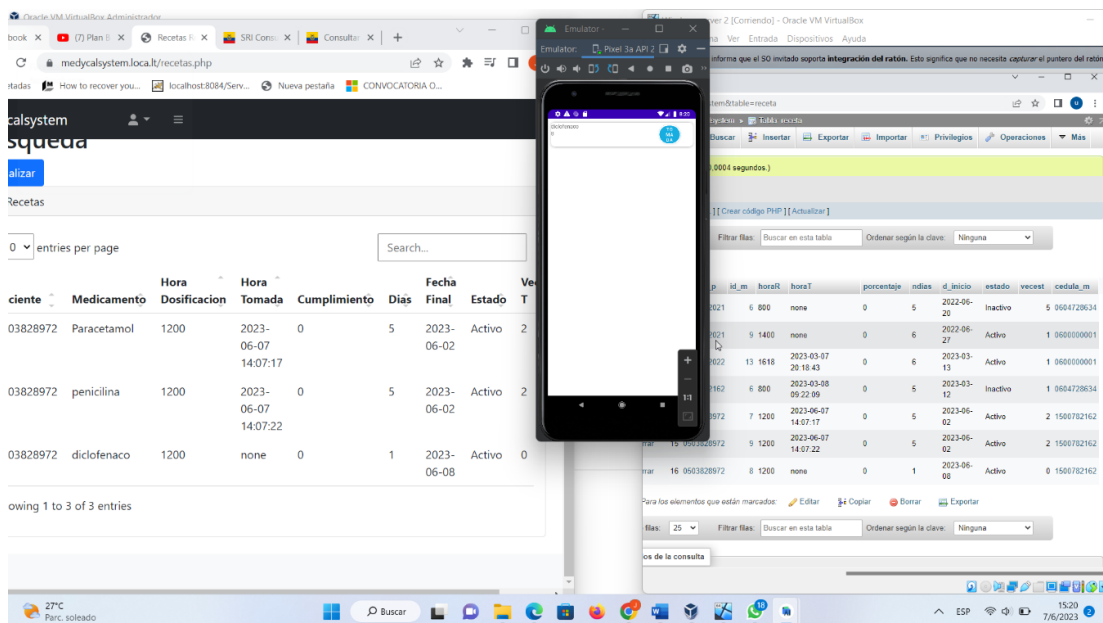 Oracle VM VirtualBox Administrador
book
(7) Plan E
Recetas R
SRI Consu
Consultar
medycalsystem.loca.lt/recetas.php
etadas
How to recover you...
localhost:8084/Serv...
Nueva pestaña
CONVOCATORIA O...
calsystem
squeda
alizar
Recetas
0 entries per page
Search...
ciente Medicamento Hora Dosificacion Hora Tomada Cumplimiento Dias Fecha Final Estado Vec T
03828972 Paracetamol 1200 2023-06-07 14:07:17 0 5 2023-06-02 Activo 2
03828972 penicilina 1200 2023-06-07 14:07:22 0 5 2023-06-02 Activo 2
03828972 diclofenaco 1200 none 0 1 2023-06-08 Activo 0
owing 1 to 3 of 3 entries
Emulator
Emulator: Pixel 3a API 2
8:20
diclofenaco
0
TO
MA
DA
1:1
ver 2 [Corriendo] - Oracle VM VirtualBox
na Ver Entrada Dispositivos Ayuda
informa que el SO invitado soporta integración del ratón. Esto significa que no necesita capturar el puntero del ratón
stem&table=receta
Tabla: receta
Buscar Insertar Exportar Importar Privilegios Operaciones Más
0,0004 segundos.)
] [ Crear código PHP ] [ Actualizar ]
Filtrar filas: Buscar en esta tabla Ordenar según la clave: Ninguna
_p id_m horaR horaT porcentaje ndias d_inicio estado vecest cedula_m
2021 6 800 none 0 5 2022-06-20 Inactivo 5 0604728634
2021 9 1400 none 0 6 2022-06-27 Activo 1 0600000001
2022 13 1618 2023-03-07 20:18:43 0 6 2023-03-13 Activo 1 0600000001
2162 6 800 2023-03-08 09:22:09 0 5 2023-03-12 Inactivo 1 0604728634
8972 7 1200 2023-06-07 14:07:17 0 5 2023-06-02 Activo 2 1500782162
rrar 15 0503828972 9 1200 2023-06-07 14:07:22 0 5 2023-06-02 Activo 2 1500782162
rrar 16 0503828972 8 1200 none 0 1 2023-06-08 Activo 0 1500782162
Para los elementos que están marcados: Editar Copiar Borrar Exportar
filas: 25 Filtrar filas: Buscar en esta tabla Ordenar según la clave: Ninguna
os de la consulta
27°C
Parc. soleado
Buscar
18
ESP
15:20
7/6/2023
2